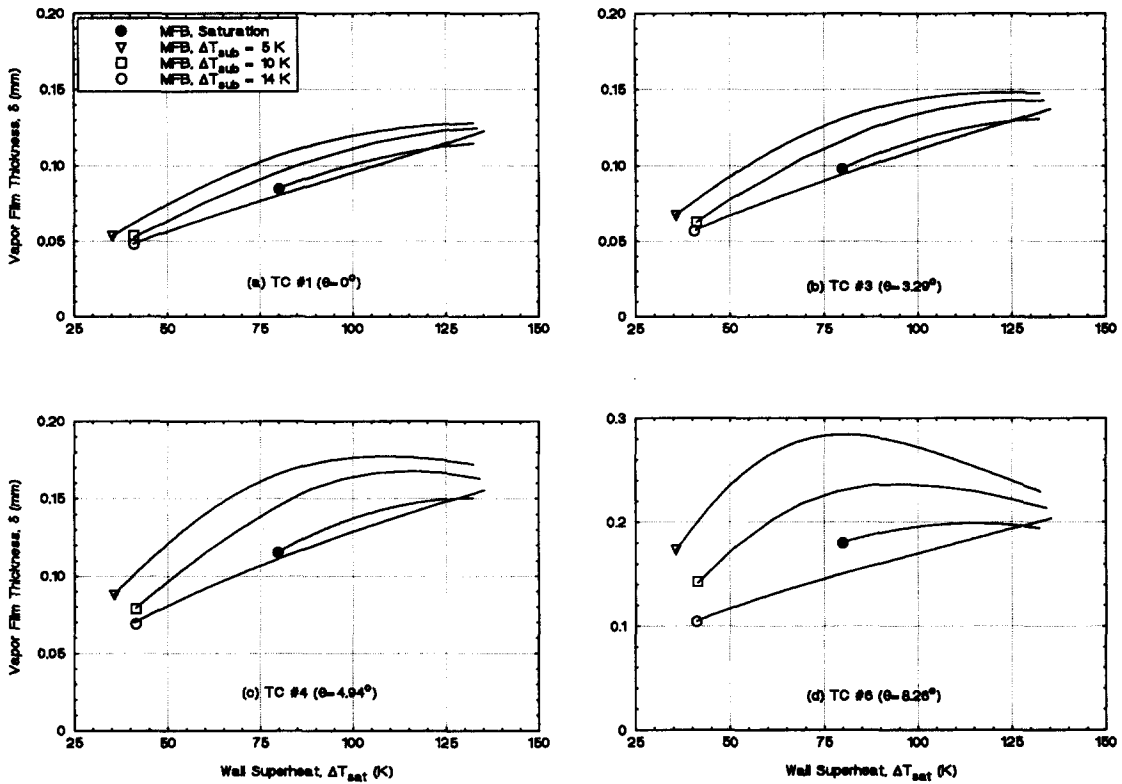 MFB, Saturation
MFB, ΔTsub = 5 K
MFB, ΔTsub = 10 K
MFB, ΔTsub = 14 K
Vapor Film Thickness, δ (mm)
0.20
0.15
0.10
0.05
0
(a) TC #1 (θ=0°)
25 50 75 100 125 150
0.20
0.15
0.10
0.05
0
(b) TC #3 (θ=3.29°)
25 50 75 100 125 150
Vapor Film Thickness, δ (mm)
0.20
0.15
0.10
0.05
0
(c) TC #4 (θ=4.94°)
25 50 75 100 125 150
Wall Superheat, ΔTsat (K)
0.3
0.2
0.1
0
(d) TC #6 (θ=8.26°)
25 50 75 100 125 150
Wall Superheat, ΔTsat (K)